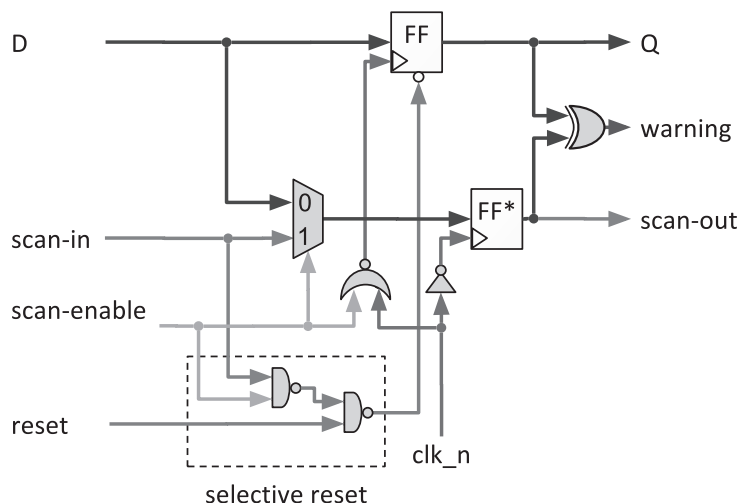 D
FF
Q
warning
0
FF*
scan-out
scan-in
1
scan-enable
reset
clk_n
selective reset